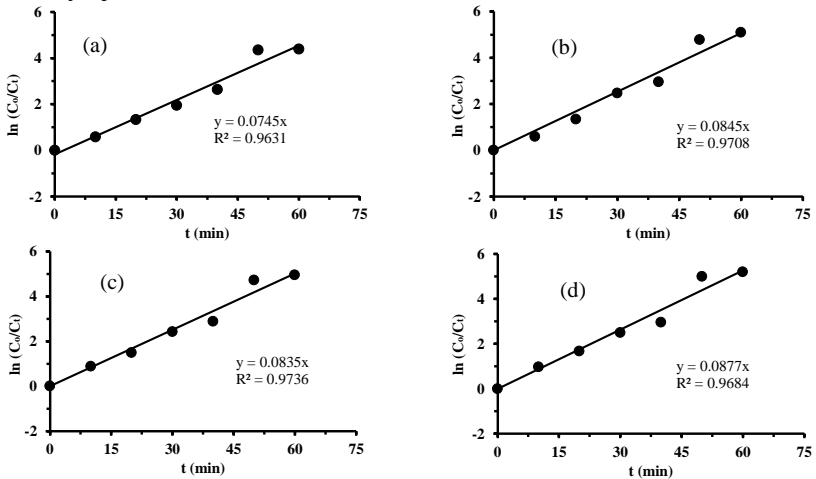 6
4
2
0
-2
ln (Cₒ/Cₜ)
(a)
y = 0.0745x
R² = 0.9631
0 15 30 45 60 75
t (min)
6
4
2
0
-2
ln (Cₒ/Cₜ)
(b)
y = 0.0845x
R² = 0.9708
0 15 30 45 60 75
t (min)
6
4
2
0
-2
ln (Cₒ/Cₜ)
(c)
y = 0.0835x
R² = 0.9736
0 15 30 45 60 75
t (min)
6
4
2
0
-2
ln (Cₒ/Cₜ)
(d)
y = 0.0877x
R² = 0.9684
0 15 30 45 60 75
t (min)